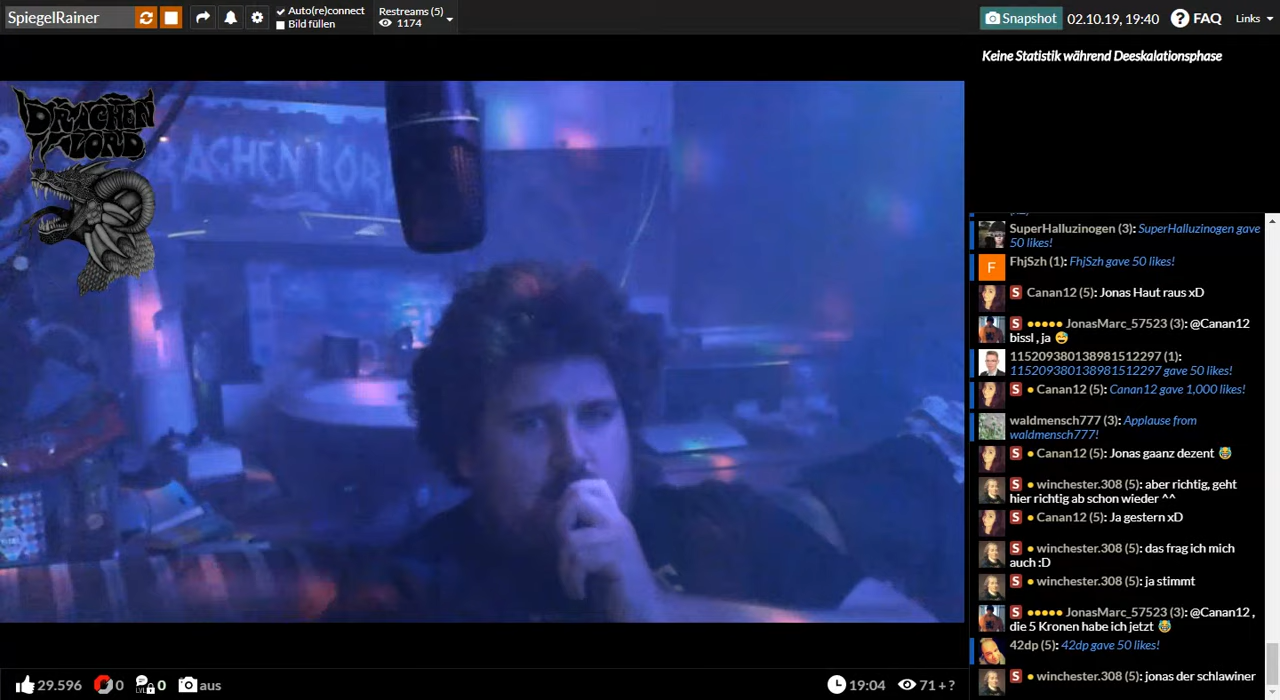 SpiegelRainer
Auto(re)connect
Bild füllen
Restreams (5)
1174
Snapshot
02.10.19, 19:40
FAQ
Links
Keine Statistik während Deeskalationsphase
DRACHEN
LORD
RACHEN LORD
SuperHalluzinogen (3): SuperHalluzinogen gave
50 likes!
F
FhjSzh (1): FhjSzh gave 50 likes!
S Canan12 (5): Jonas Haut raus xD
S JonasMarc_57523 (3): @Canan12
bissl , ja 😅
115209380138981512297 (1):
115209380138981512297 gave 50 likes!
S Canan12 (5): Canan12 gave 1,000 likes!
waldmensch777 (3): Applause from
waldmensch777!
S Canan12 (5): Jonas gaanz dezent 😹
S winchester.308 (5): aber richtig, geht
hier richtig ab schon wieder ^^
S Canan12 (5): Ja gestern xD
S winchester.308 (5): das frag ich mich
auch :D
S winchester.308 (5): ja stimmt
S JonasMarc_57523 (3): @Canan12 ,
die 5 Kronen habe ich jetzt 😹
42dp (5): 42dp gave 50 likes!
S winchester.308 (5): jonas der schlawiner
29.596
0
LVL
0
aus
19:04
71 + ?